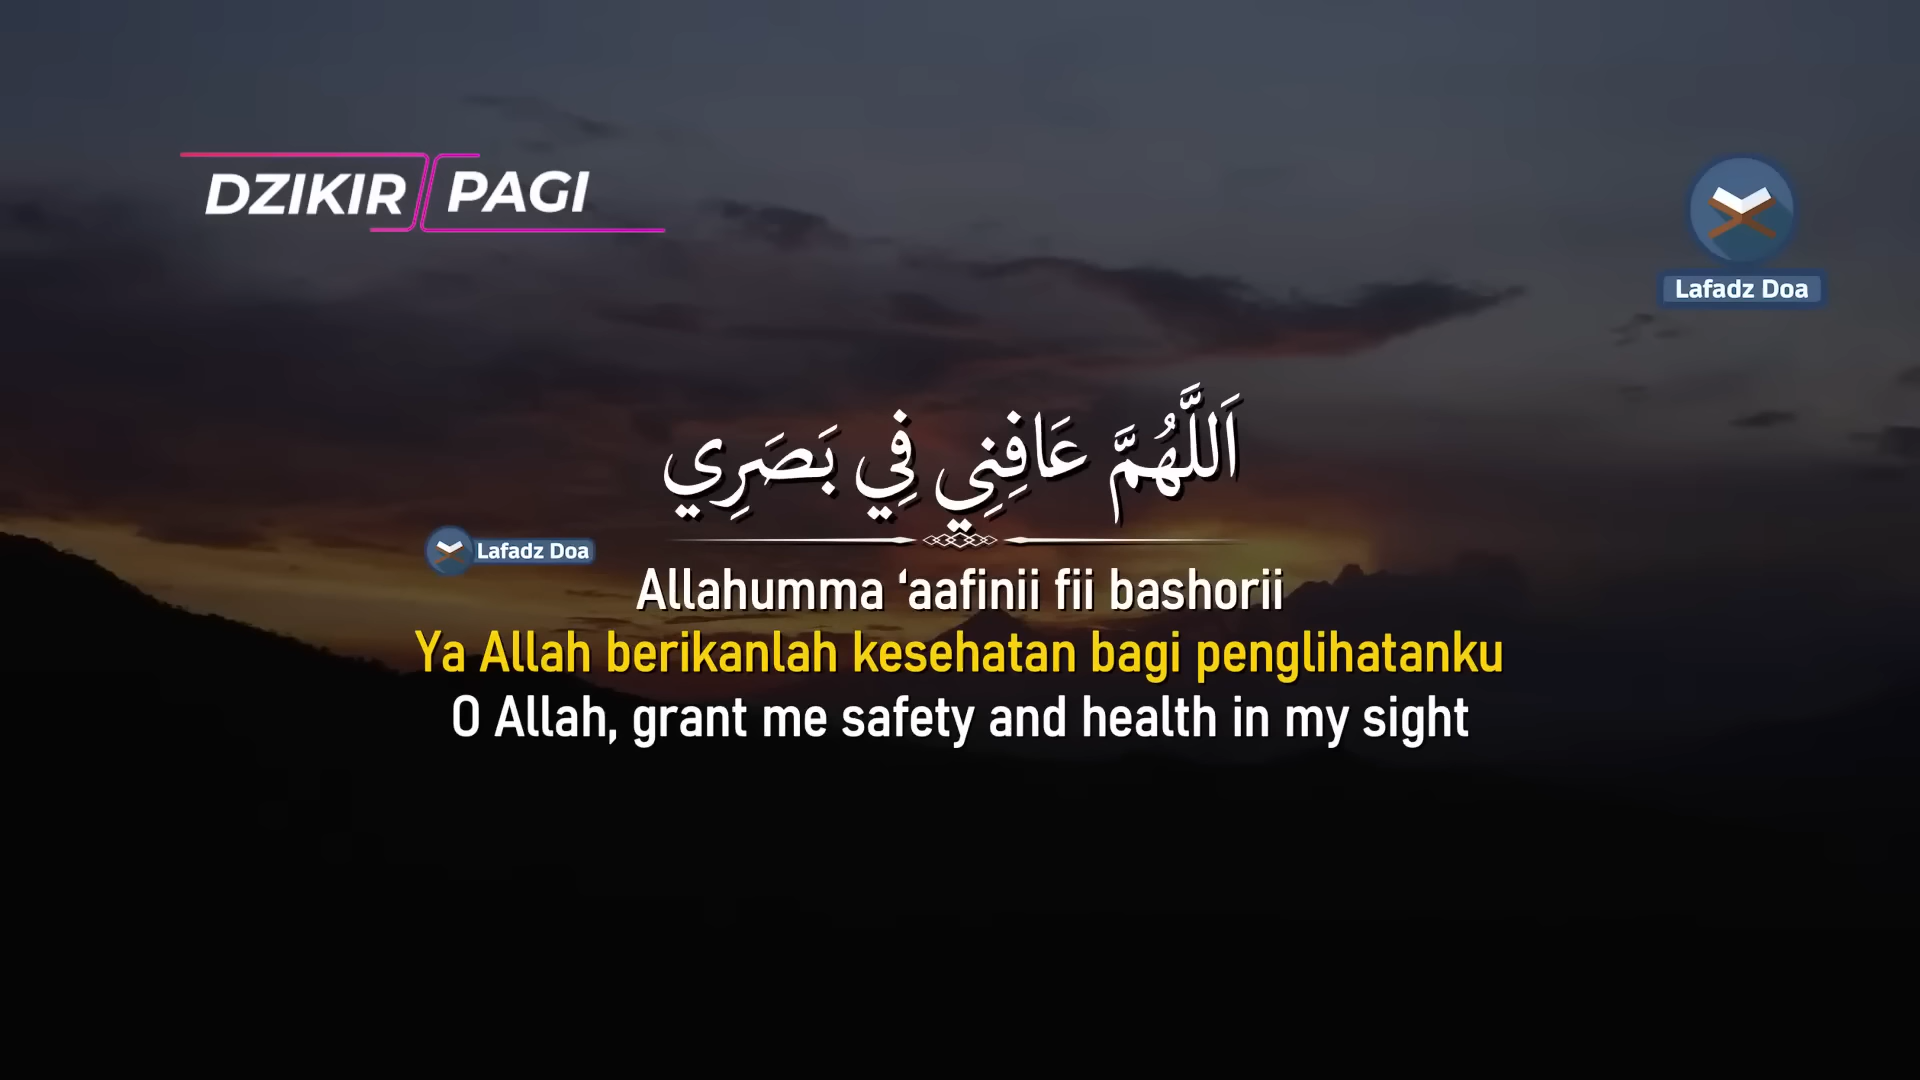 DZIKIR PAGI
Lafadz Doa
اَللَّهُمَّ عَافِنِي فِي بَصَرِي
Lafadz Doa
Allahumma ‘aafinii fii bashorii
Ya Allah berikanlah kesehatan bagi penglihatanku
O Allah, grant me safety and health in my sight